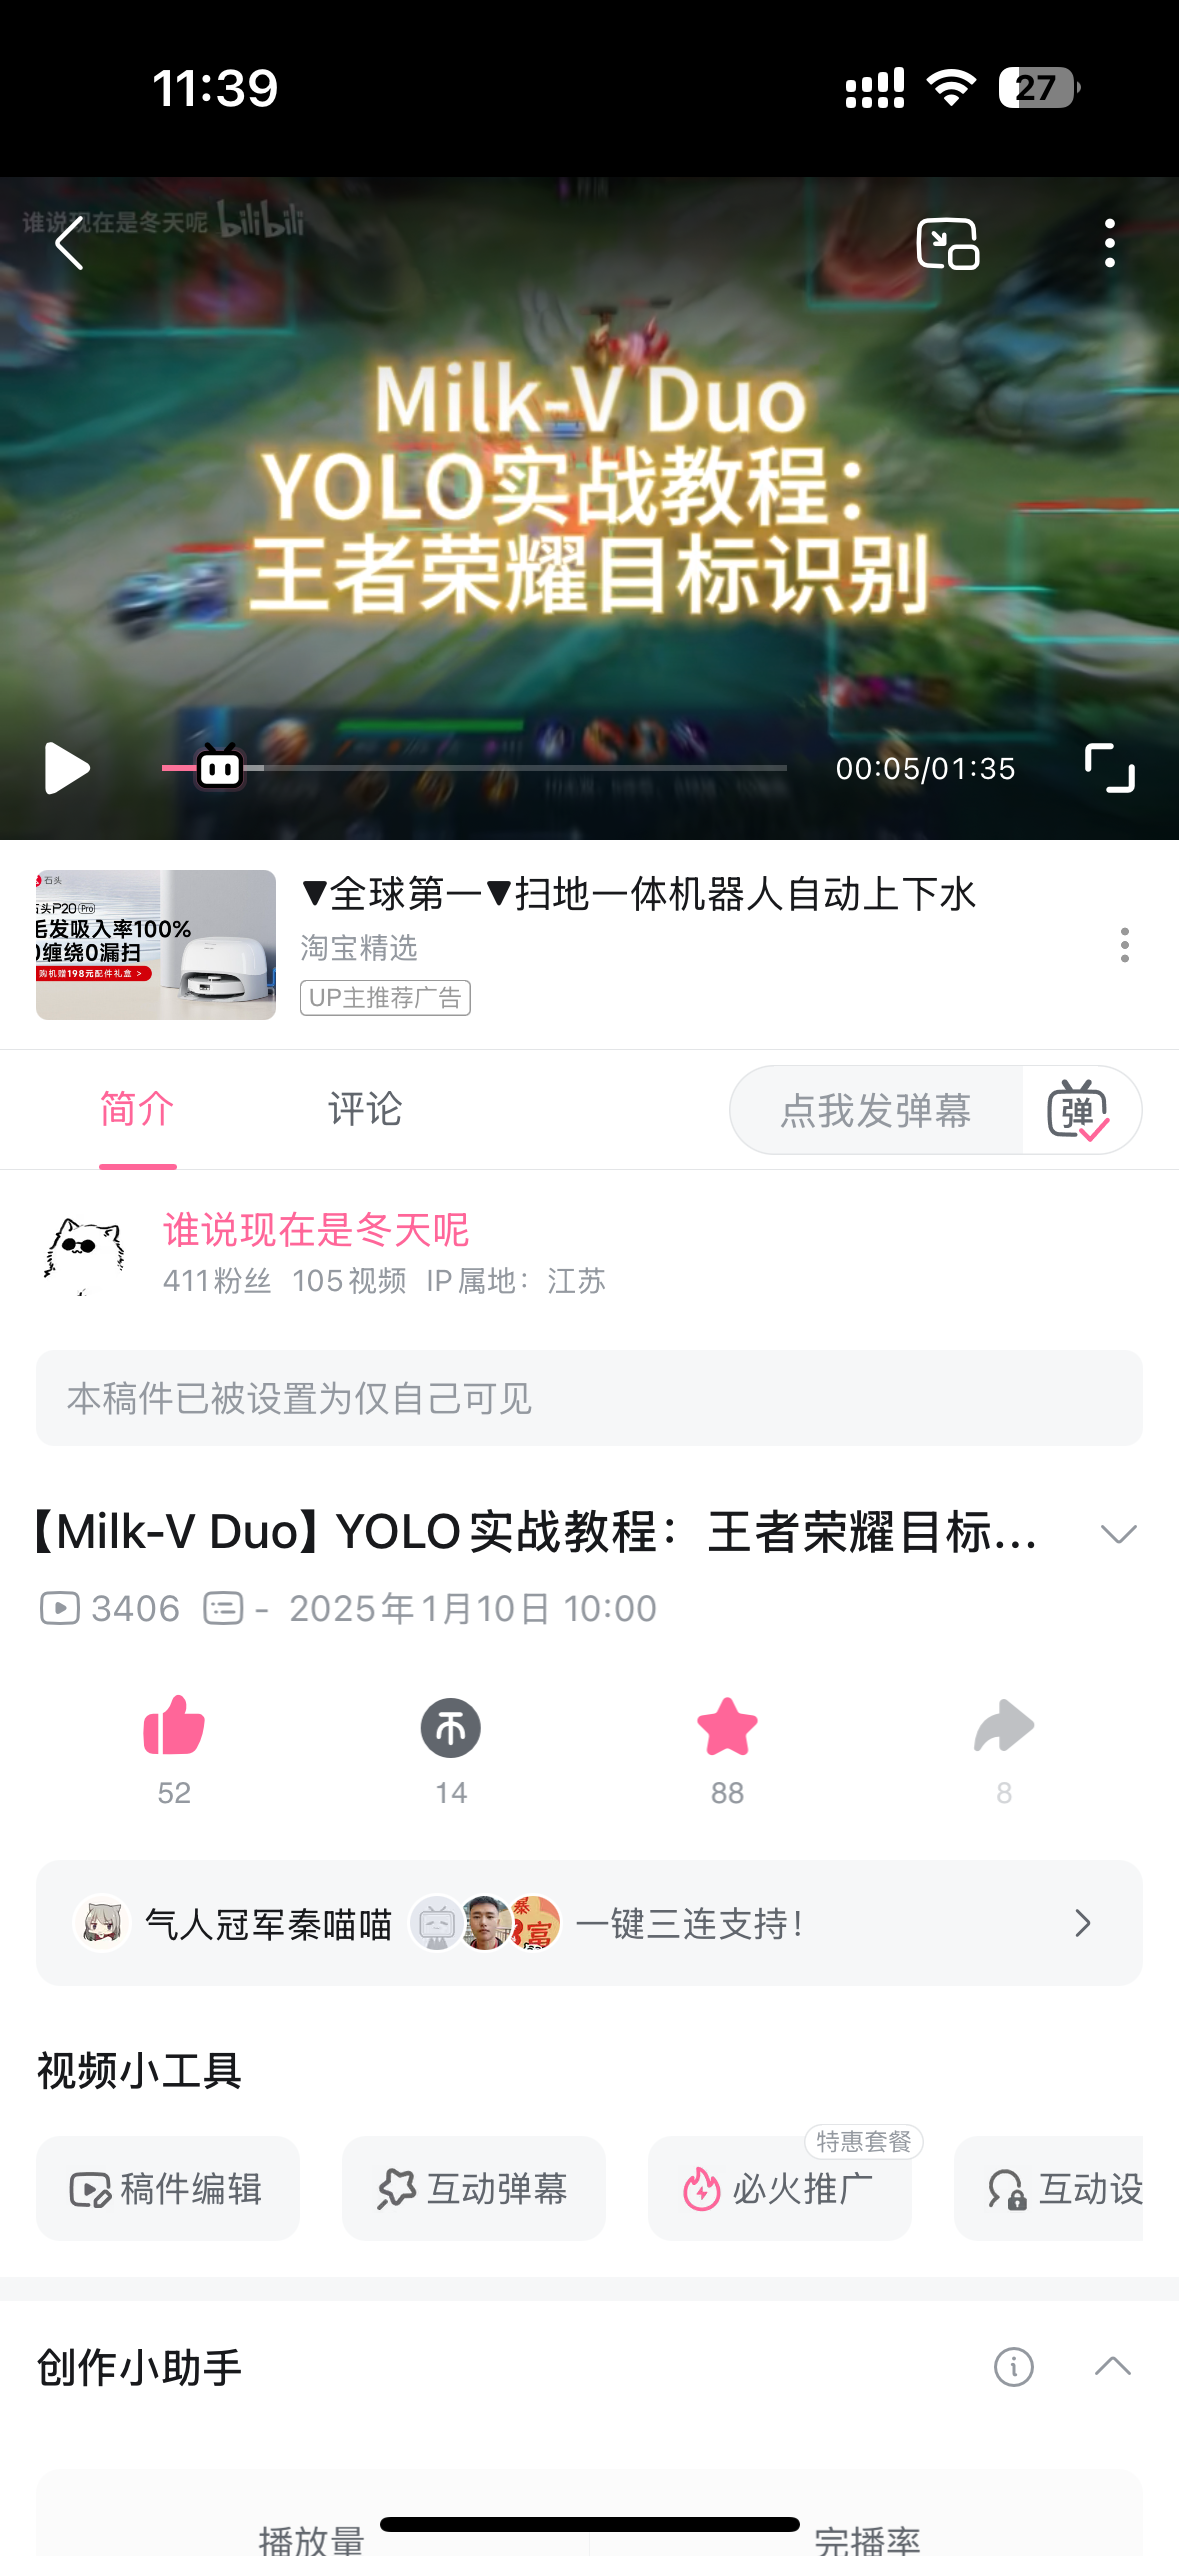 11:39
27
谁说现在是冬天呢 bilibili
Milk-V Duo
YOLO实战教程：
王者荣耀目标识别
00:05/01:35
石头
石头P20 Pro
毛发吸入率100%
0缠绕0漏扫
购机赠198元配件礼盒 >
▼全球第一▼扫地一体机器人自动上下水
淘宝精选
UP主推荐广告
简介
评论
点我发弹幕
弹
谁说现在是冬天呢
411粉丝 105视频 IP属地：江苏
本稿件已被设置为仅自己可见
【Milk-V Duo】YOLO实战教程：王者荣耀目标...
3406 - 2025年1月10日 10:00
52
14
88
8
气人冠军秦喵喵 一键三连支持！
视频小工具
特惠套餐
稿件编辑
互动弹幕
必火推广
互动设
创作小助手
播放量
完播率